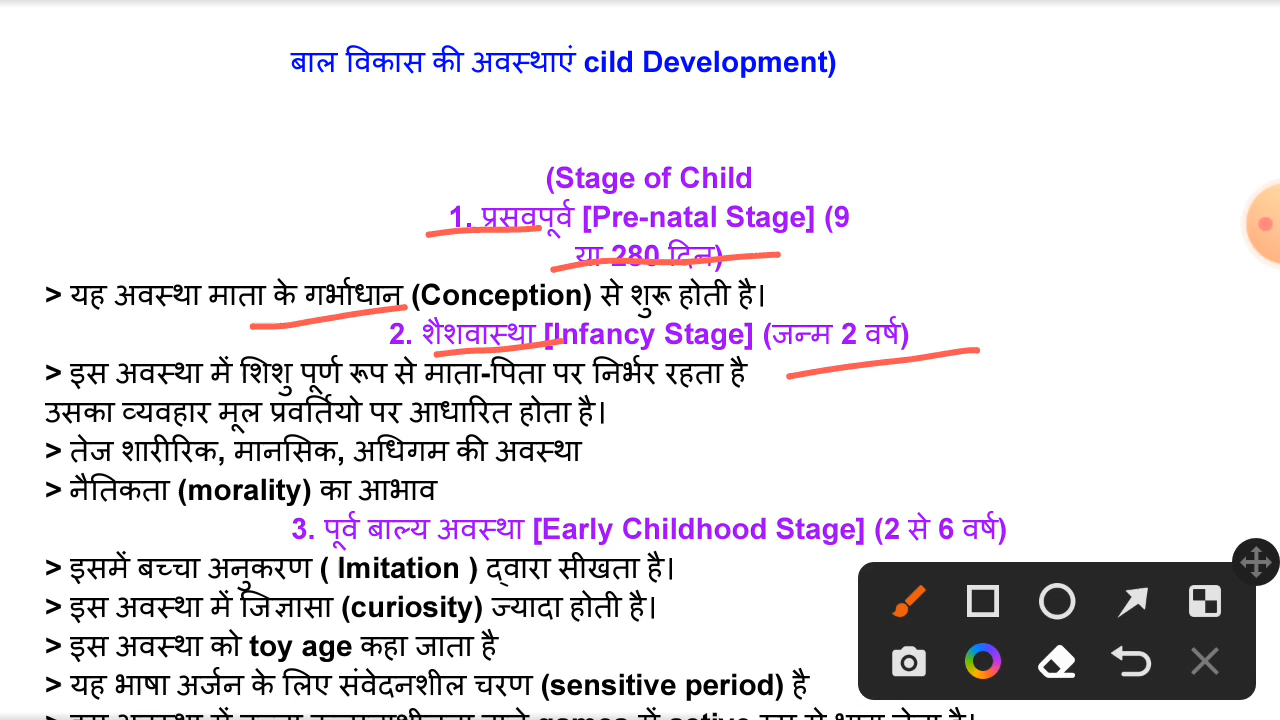 बाल विकास की अवस्थाएं cild Development)
(Stage of Child
1. प्रसवपूर्व [Pre-natal Stage] (9
या 280 दिन)
> यह अवस्था माता के गर्भाधान (Conception) से शुरू होती है।
2. शैशवास्था [Infancy Stage] (जन्म 2 वर्ष)
> इस अवस्था में शिशु पूर्ण रूप से माता-पिता पर निर्भर रहता है
उसका व्यवहार मूल प्रवर्तियो पर आधारित होता है।
> तेज शारीरिक, मानसिक, अधिगम की अवस्था
> नैतिकता (morality) का आभाव
3. पूर्व बाल्य अवस्था [Early Childhood Stage] (2 से 6 वर्ष)
> इसमें बच्चा अनुकरण ( Imitation ) द्वारा सीखता है।
> इस अवस्था में जिज्ञासा (curiosity) ज्यादा होती है।
> इस अवस्था को toy age कहा जाता है
> यह भाषा अर्जन के लिए संवेदनशील चरण (sensitive period) है